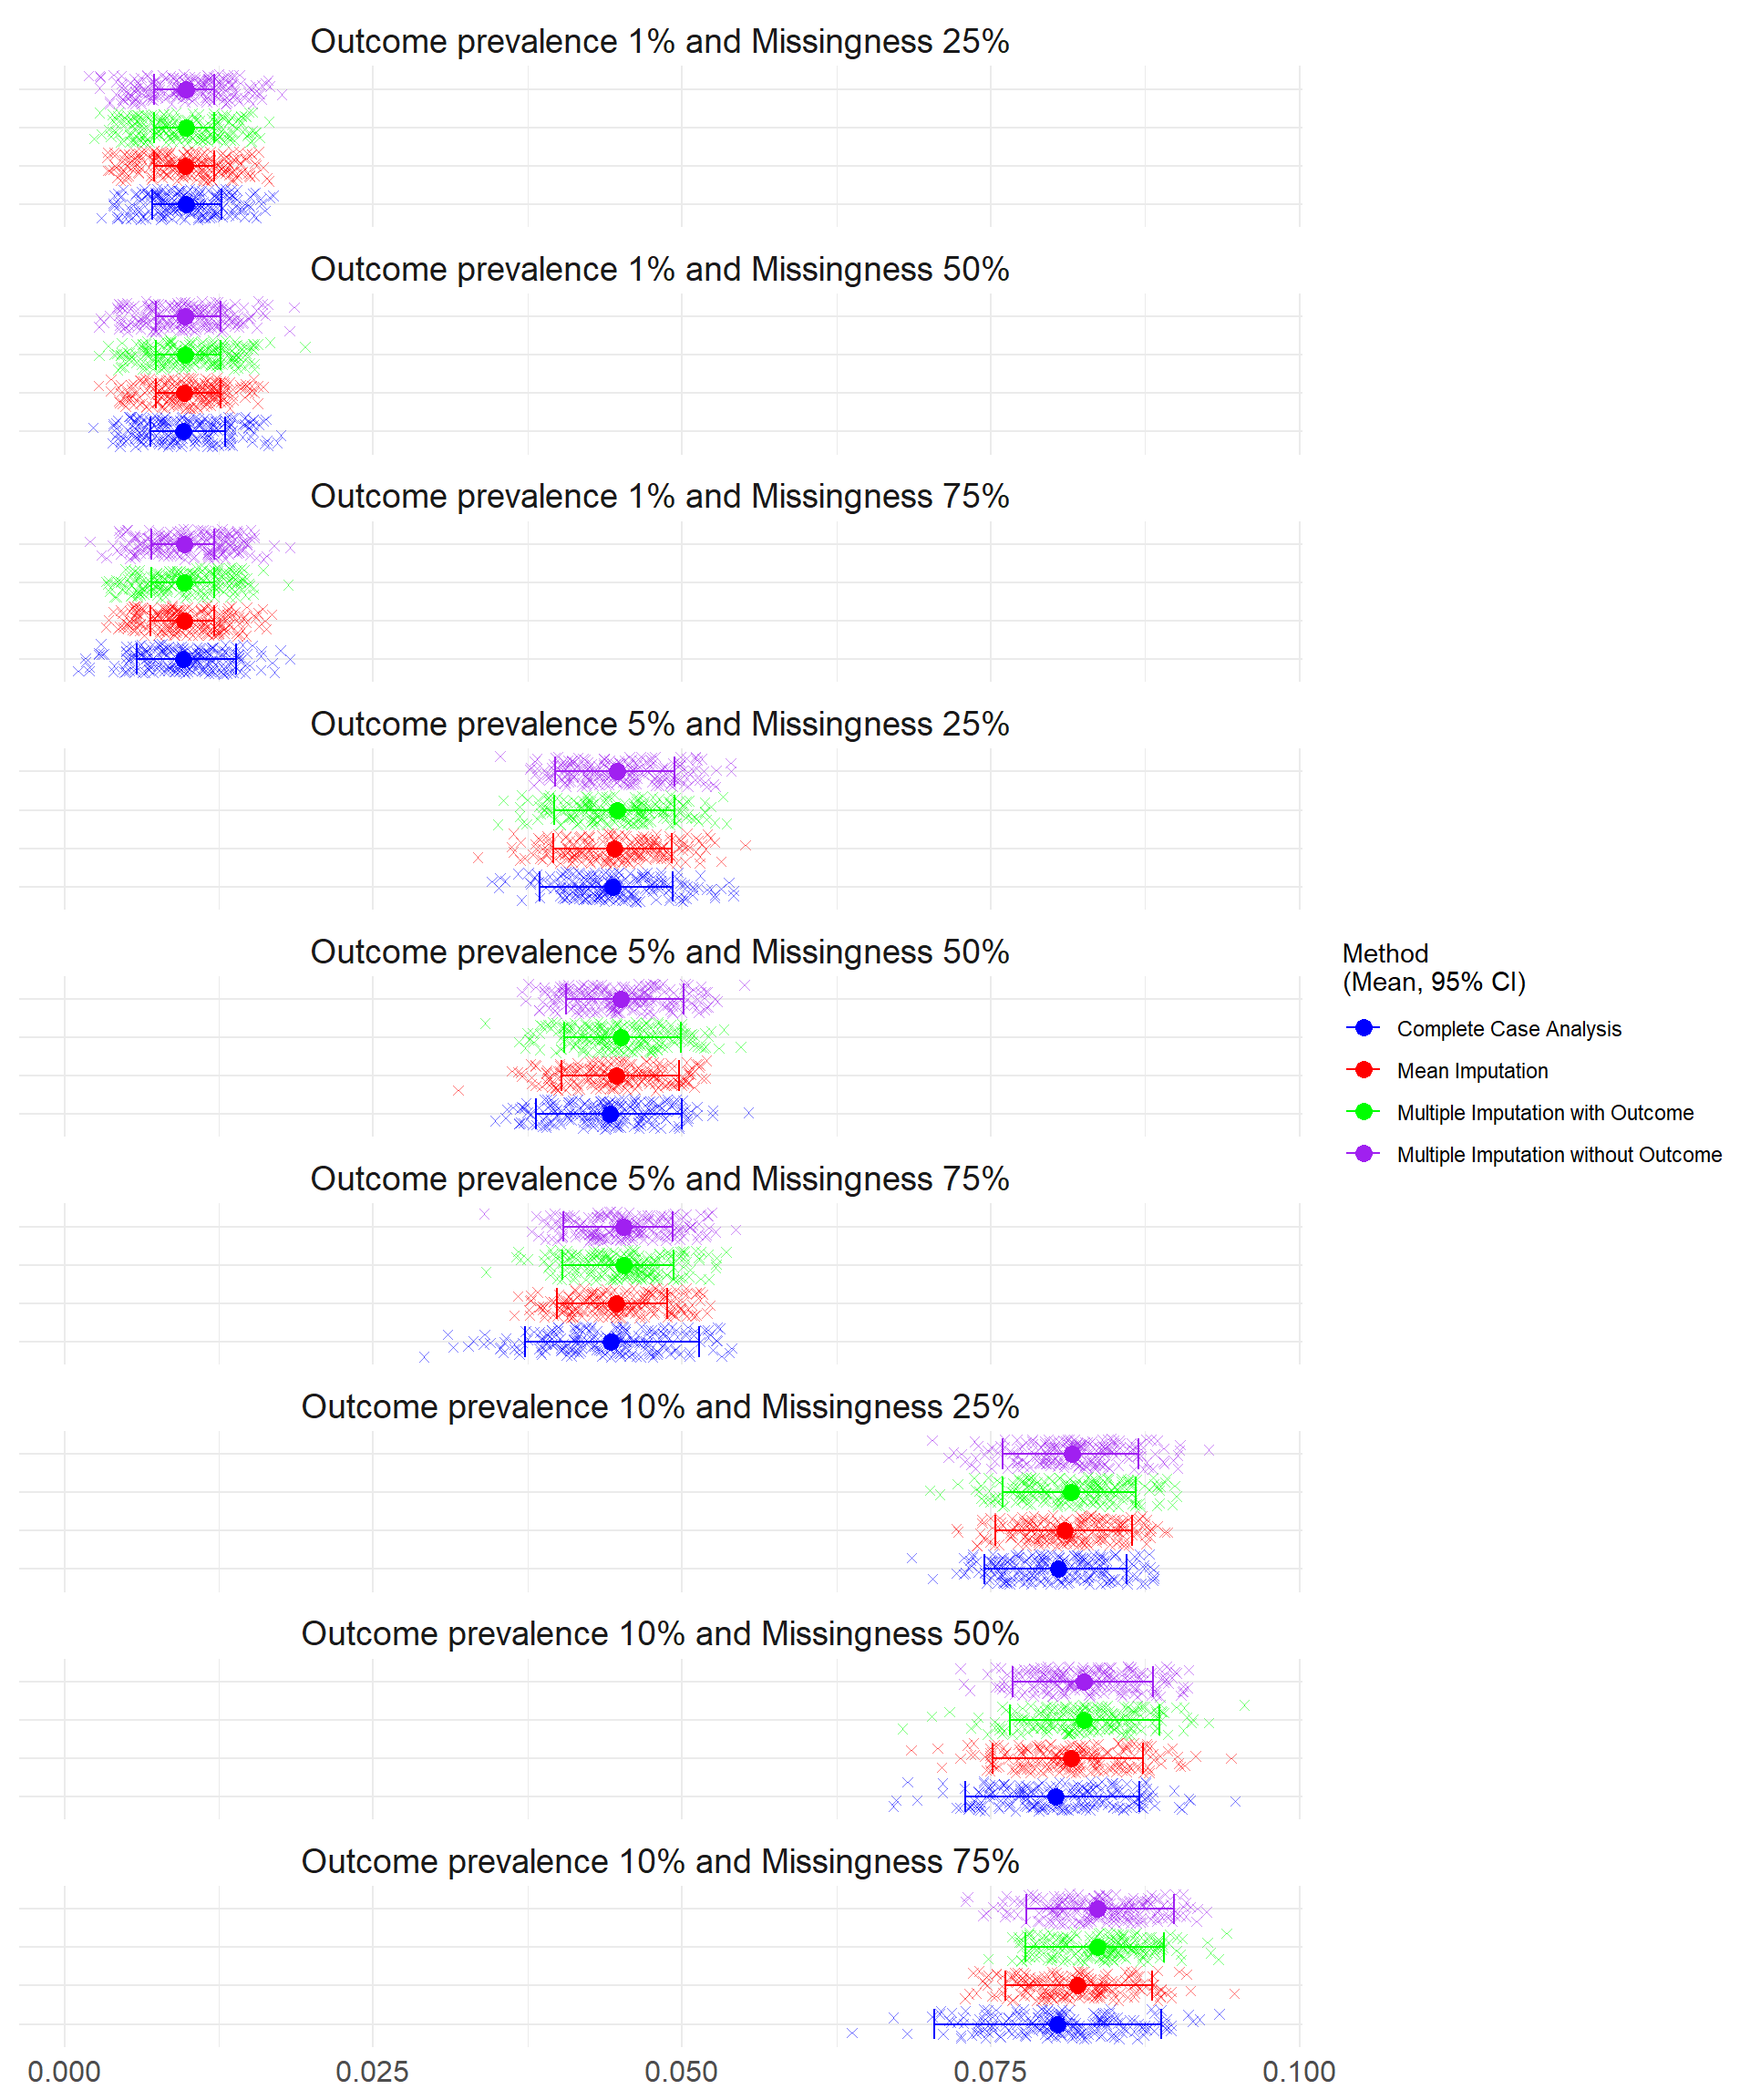 Outcome prevalence 1% and Missingness 25%
Outcome prevalence 1% and Missingness 50%
Outcome prevalence 1% and Missingness 75%
Outcome prevalence 5% and Missingness 25%
Outcome prevalence 5% and Missingness 50%
Outcome prevalence 5% and Missingness 75%
Outcome prevalence 10% and Missingness 25%
Outcome prevalence 10% and Missingness 50%
Outcome prevalence 10% and Missingness 75%
0.000 0.025 0.050 0.075 0.100
Method
(Mean, 95% CI)
Complete Case Analysis
Mean Imputation
Multiple Imputation with Outcome
Multiple Imputation without Outcome